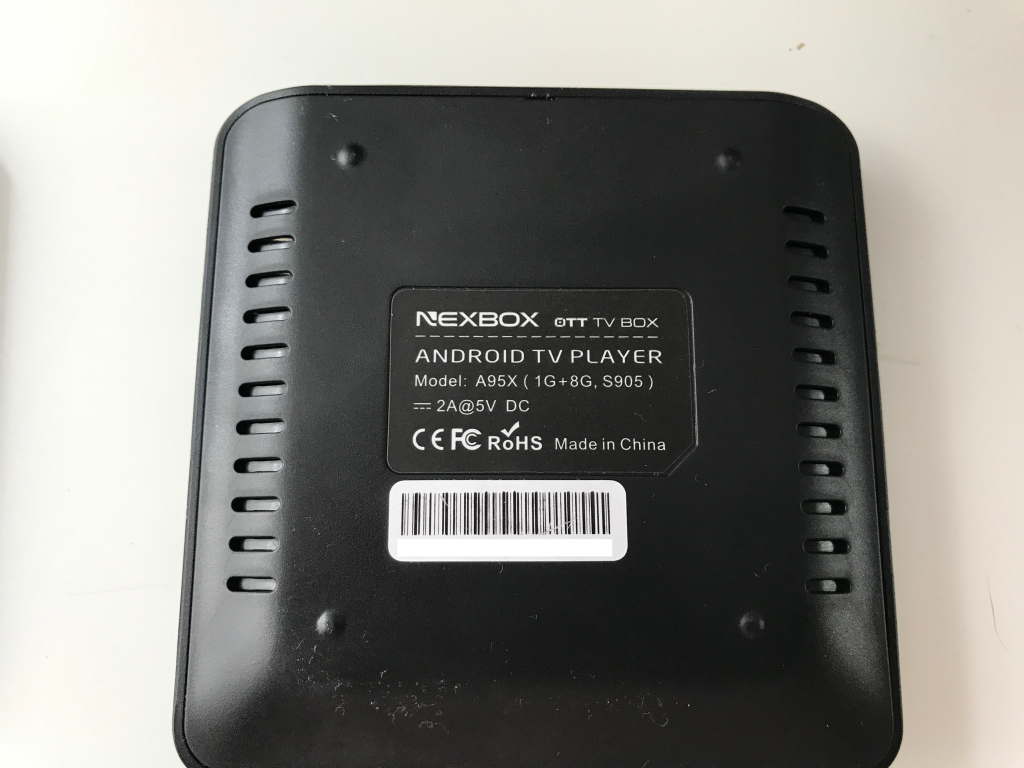 NEXBOX OTT TV BOX
ANDROID TV PLAYER
Model: A95X ( 1G+8G, S905 )
2A@5V DC
CE FC RoHS Made in China